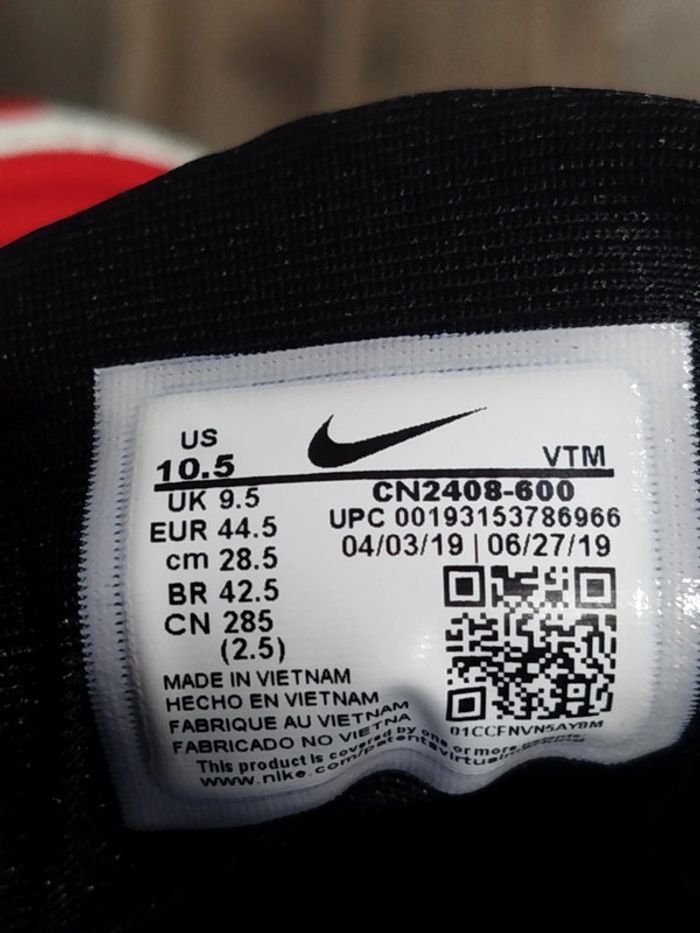 US
10.5
VTM
UK 9.5
EUR 44.5
cm 28.5
BR 42.5
CN 285
(2.5)
CN2408-600
UPC 00193153786966
04/03/19 | 06/27/19
01CCFNVN5AYBM
MADE IN VIETNAM
HECHO EN VIETNAM
FABRIQUE AU VIETNAM
FABRICADO NO VIETNA
This product is covered by one or more patents
www.nike.com/patents